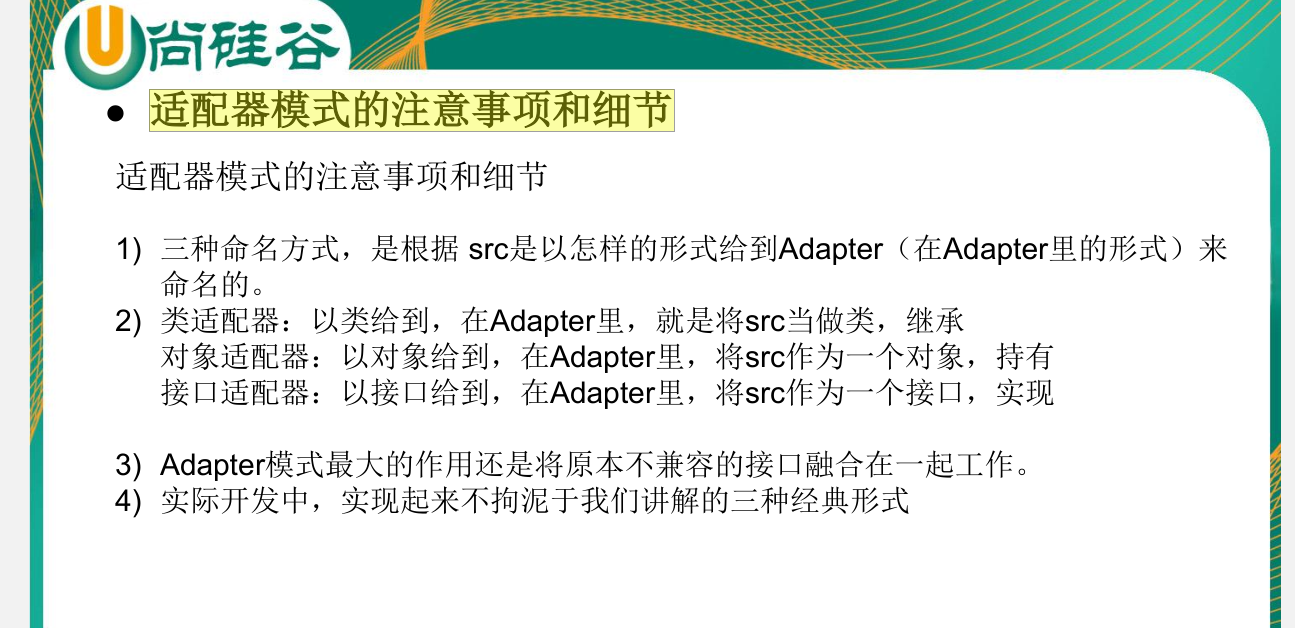 尚硅谷
● 适配器模式的注意事项和细节
适配器模式的注意事项和细节
1) 三种命名方式，是根据 src是以怎样的形式给到Adapter（在Adapter里的形式）来
命名的。
2) 类适配器：以类给到，在Adapter里，就是将src当做类，继承
对象适配器：以对象给到，在Adapter里，将src作为一个对象，持有
接口适配器：以接口给到，在Adapter里，将src作为一个接口，实现
3) Adapter模式最大的作用还是将原本不兼容的接口融合在一起工作。
4) 实际开发中，实现起来不拘泥于我们讲解的三种经典形式